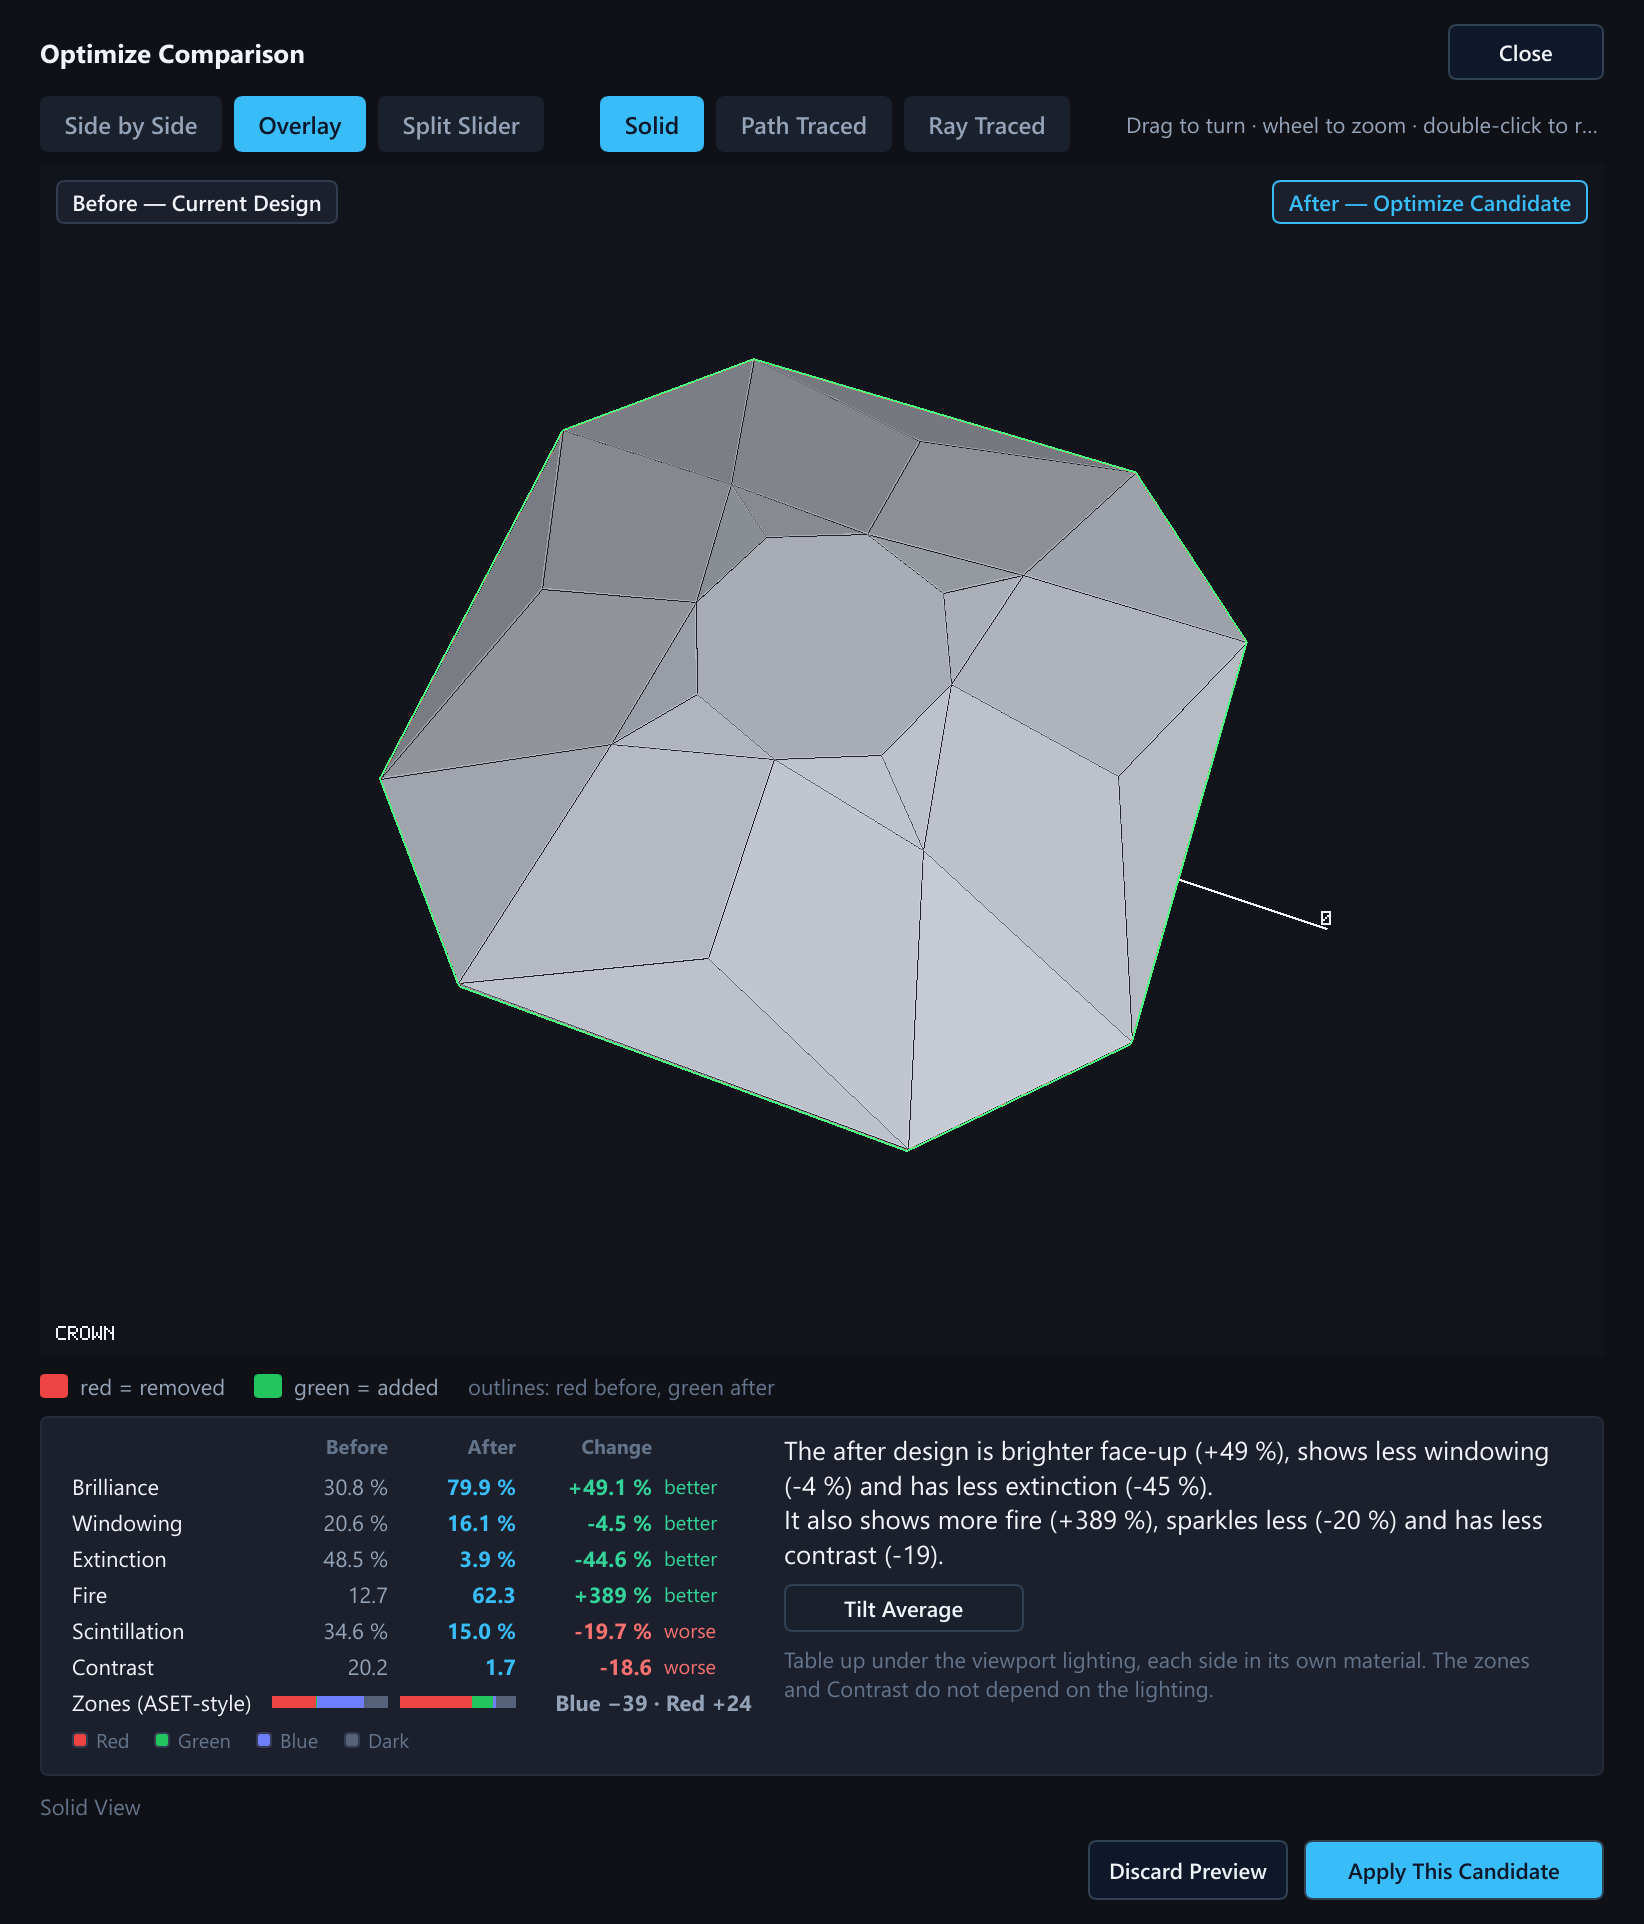 Optimize Comparison
Close
Side by Side
Overlay
Split Slider
Solid
Path Traced
Ray Traced
Drag to turn · wheel to zoom · double-click to r...
Before — Current Design
After — Optimize Candidate
0
CROWN
red = removed
green = added
outlines: red before, green after
Before After Change
Brilliance 30.8 % 79.9 % +49.1 % better
Windowing 20.6 % 16.1 % -4.5 % better
Extinction 48.5 % 3.9 % -44.6 % better
Fire 12.7 62.3 +389 % better
Scintillation 34.6 % 15.0 % -19.7 % worse
Contrast 20.2 1.7 -18.6 worse
Zones (ASET-style) Blue −39 · Red +24
Red Green Blue Dark
The after design is brighter face-up (+49 %), shows less windowing
(-4 %) and has less extinction (-45 %).
It also shows more fire (+389 %), sparkles less (-20 %) and has less
contrast (-19).
Tilt Average
Table up under the viewport lighting, each side in its own material. The zones
and Contrast do not depend on the lighting.
Solid View
Discard Preview
Apply This Candidate